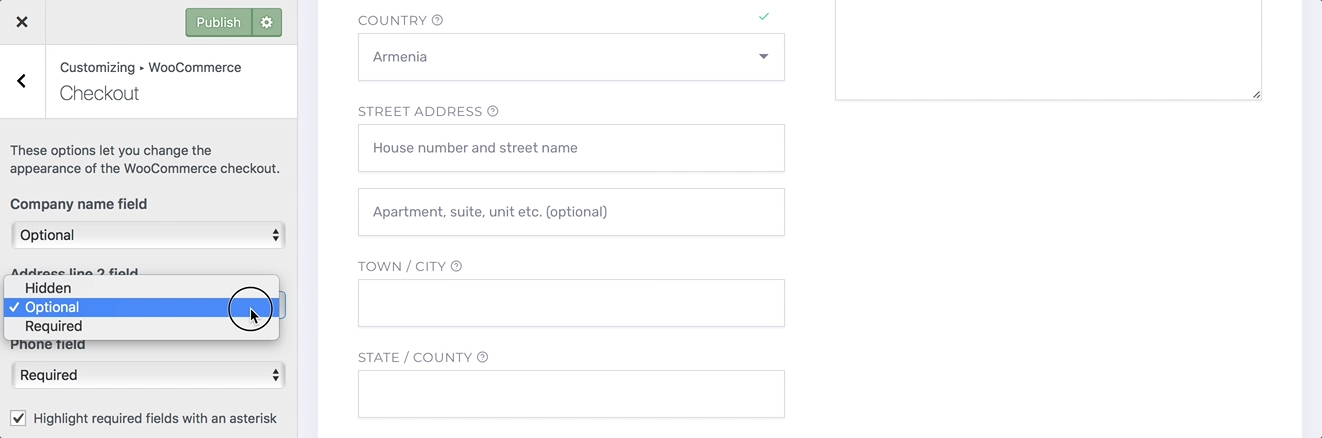 Publish
Customizing ▸ WooCommerce
Checkout
These options let you change the
appearance of the WooCommerce checkout.
Company name field
Optional
Address line 2 field
Hidden
✓ Optional
Required
Phone field
Required
Highlight required fields with an asterisk
COUNTRY
Armenia
STREET ADDRESS
House number and street name
Apartment, suite, unit etc. (optional)
TOWN / CITY
STATE / COUNTY